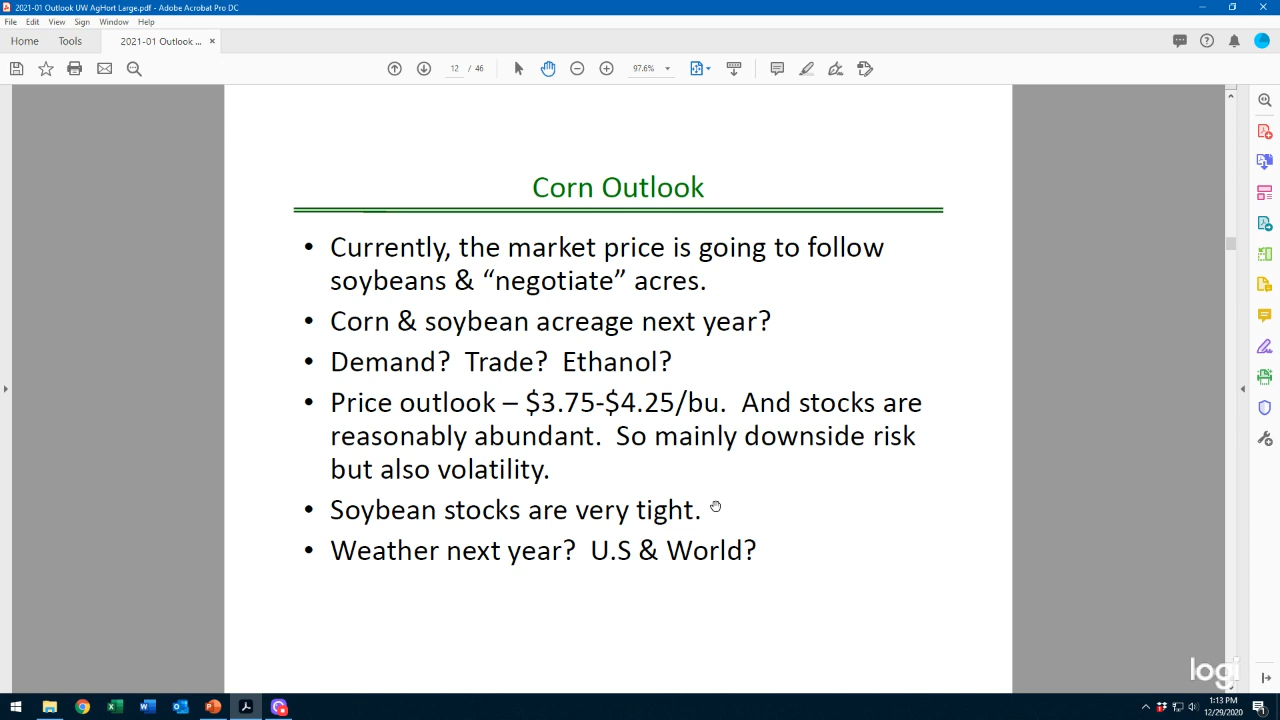 2021-01 Outlook UW AgHort Large.pdf - Adobe Acrobat Pro DC
File Edit View Sign Window Help
Home Tools 2021-01 Outlook ... ×
12 / 46 97.6%
Corn Outlook
• Currently, the market price is going to follow
soybeans & “negotiate” acres.
• Corn & soybean acreage next year?
• Demand? Trade? Ethanol?
• Price outlook – $3.75-$4.25/bu. And stocks are
reasonably abundant. So mainly downside risk
but also volatility.
• Soybean stocks are very tight.
• Weather next year? U.S & World?
logi
1:13 PM
12/29/2020